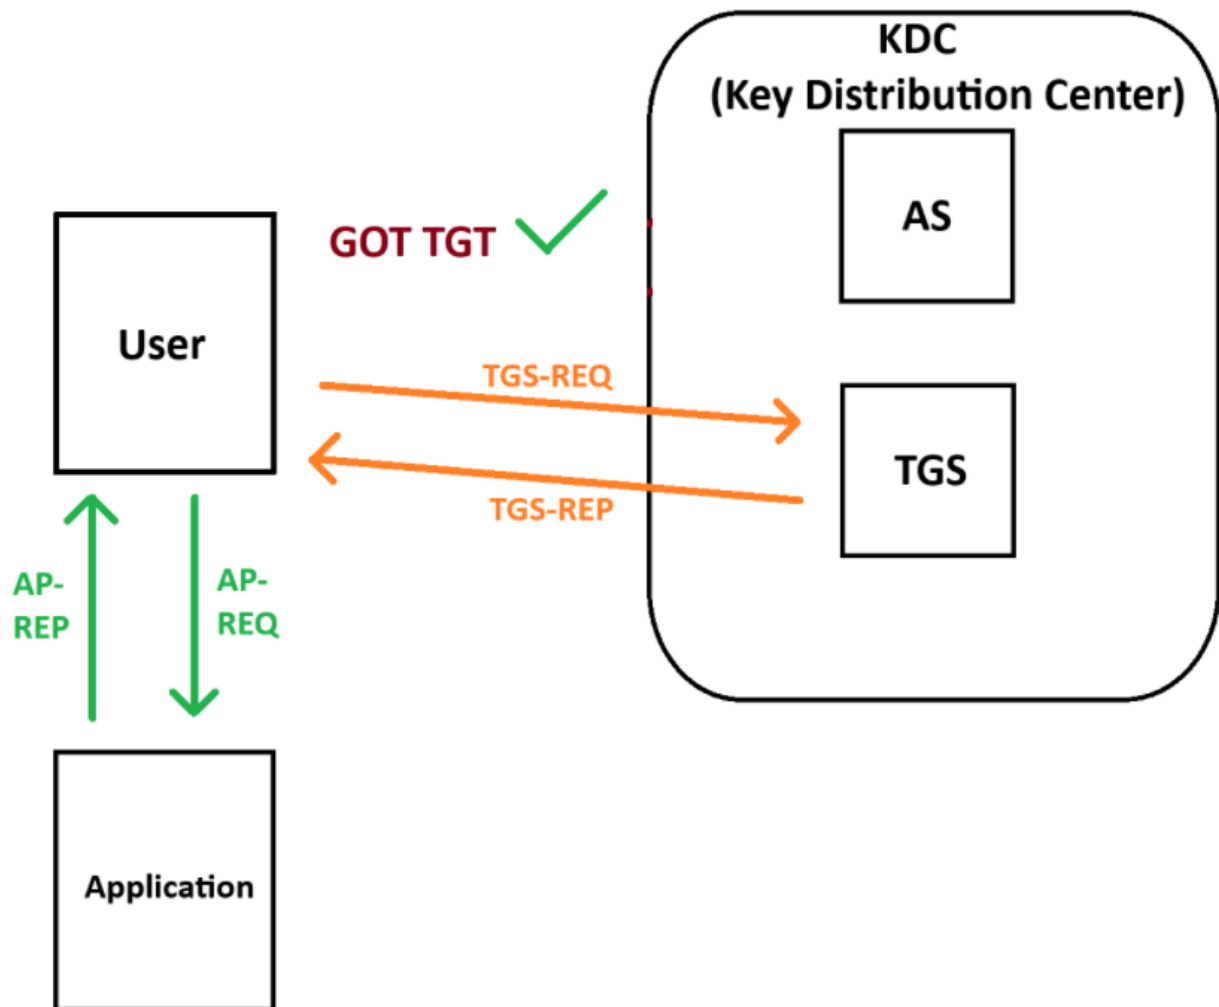 KDC
(Key Distribution Center)
AS
GOT TGT
User
TGS-REQ
TGS
TGS-REP
AP-
REP
AP-
REQ
Application